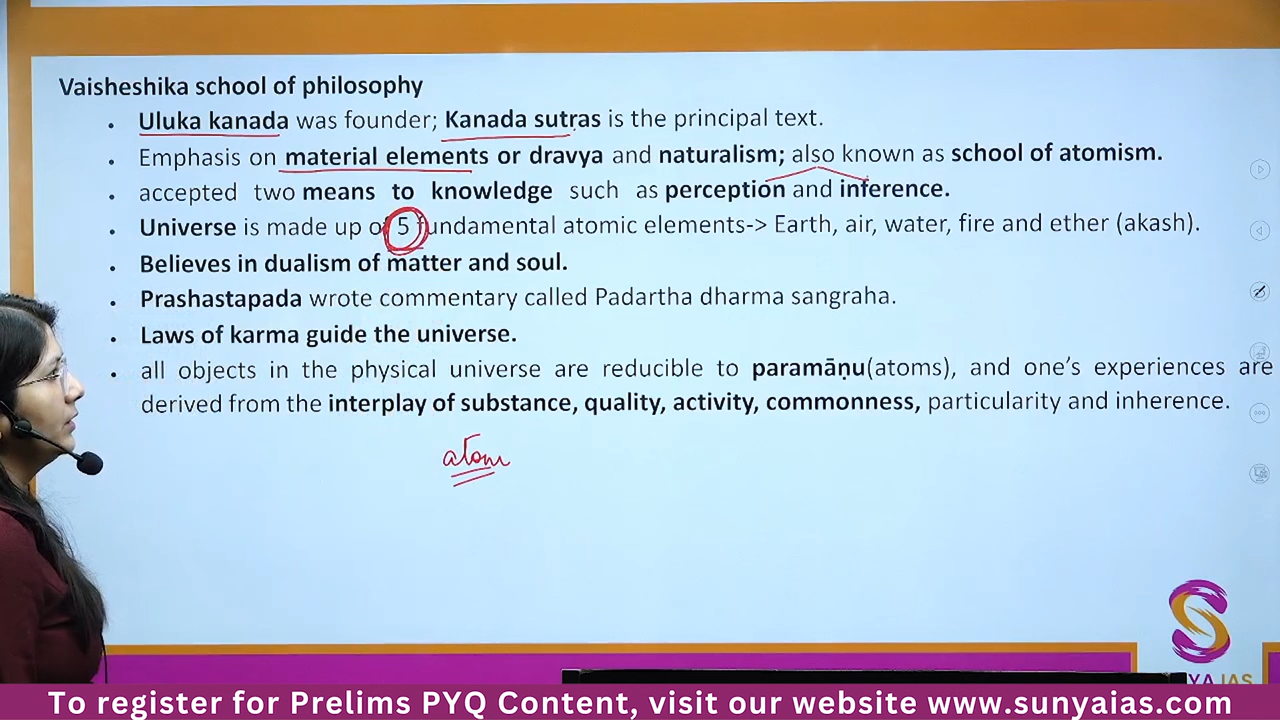 Vaisheshika school of philosophy
• Uluka kanada was founder; Kanada sutras is the principal text.
• Emphasis on material elements or dravya and naturalism; also known as school of atomism.
• accepted two means to knowledge such as perception and inference.
• Universe is made up of 5 fundamental atomic elements-> Earth, air, water, fire and ether (akash).
• Believes in dualism of matter and soul.
• Prashastapada wrote commentary called Padartha dharma sangraha.
• Laws of karma guide the universe.
• all objects in the physical universe are reducible to paramāṇu(atoms), and one’s experiences are
derived from the interplay of substance, quality, activity, commonness, particularity and inherence.
atom
YA IAS
To register for Prelims PYQ Content, visit our website www.sunyaias.com